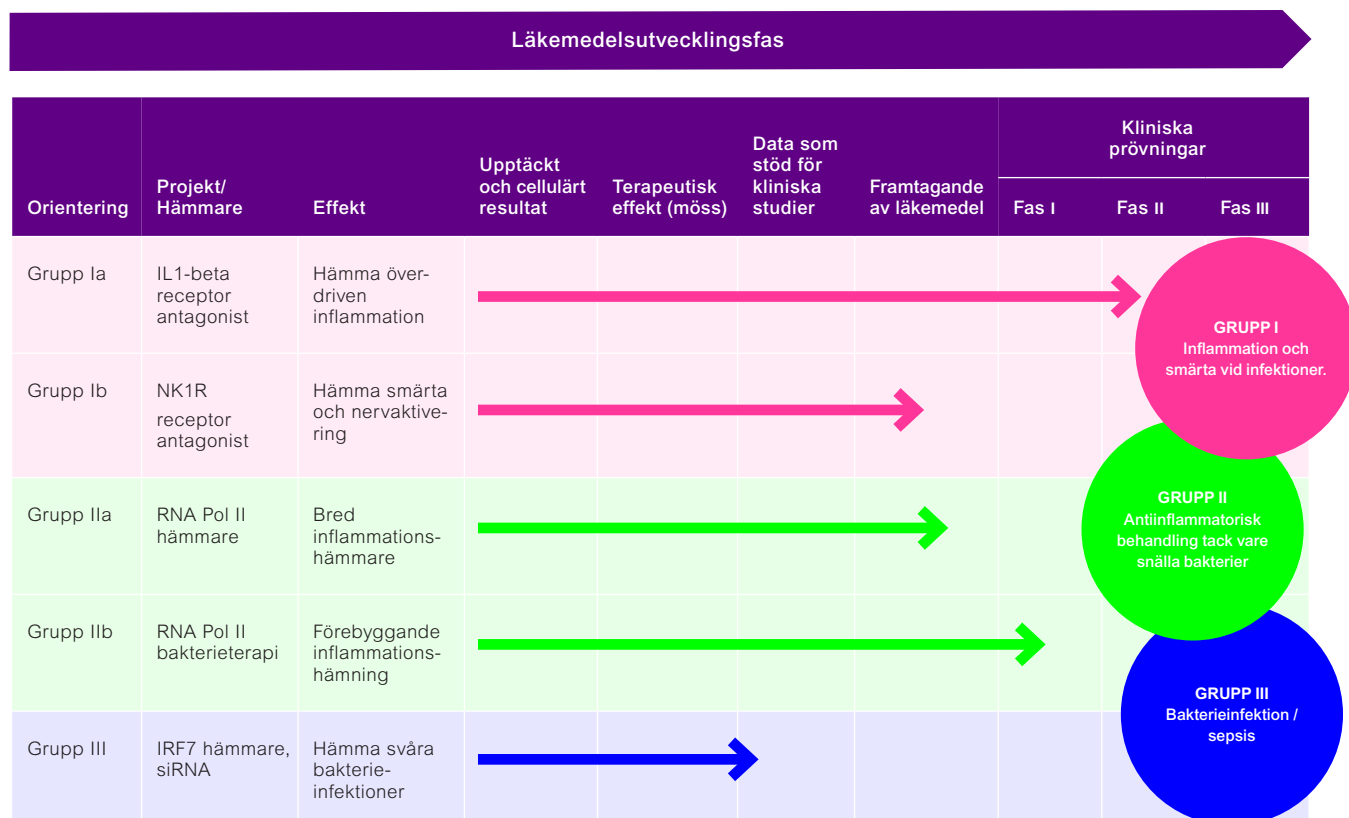 Läkemedelsutvecklingsfas
Orientering
Projekt/
Hämmare
Effekt
Upptäckt
och cellulärt
resultat
Terapeutisk
effekt (möss)
Data som
stöd för
kliniska
studier
Framtagande
av läkemedel
Kliniska
prövningar
Fas I
Fas II
Fas III
Grupp Ia
IL1-beta
receptor
antagonist
Hämma över-
driven
inflammation
GRUPP I
Inflammation och
smärta vid infektioner.
Grupp Ib
NK1R
receptor
antagonist
Hämma smärta
och nervaktive-
ring
Grupp IIa
RNA Pol II
hämmare
Bred
inflammations-
hämmare
GRUPP II
Antiinflammatorisk
behandling tack vare
snälla bakterier
Grupp IIb
RNA Pol II
bakterieterapi
Förebyggande
inflammations-
hämning
GRUPP III
Bakterieinfektion /
sepsis
Grupp III
IRF7 hämmare,
siRNA
Hämma svåra
bakterie-
infektioner